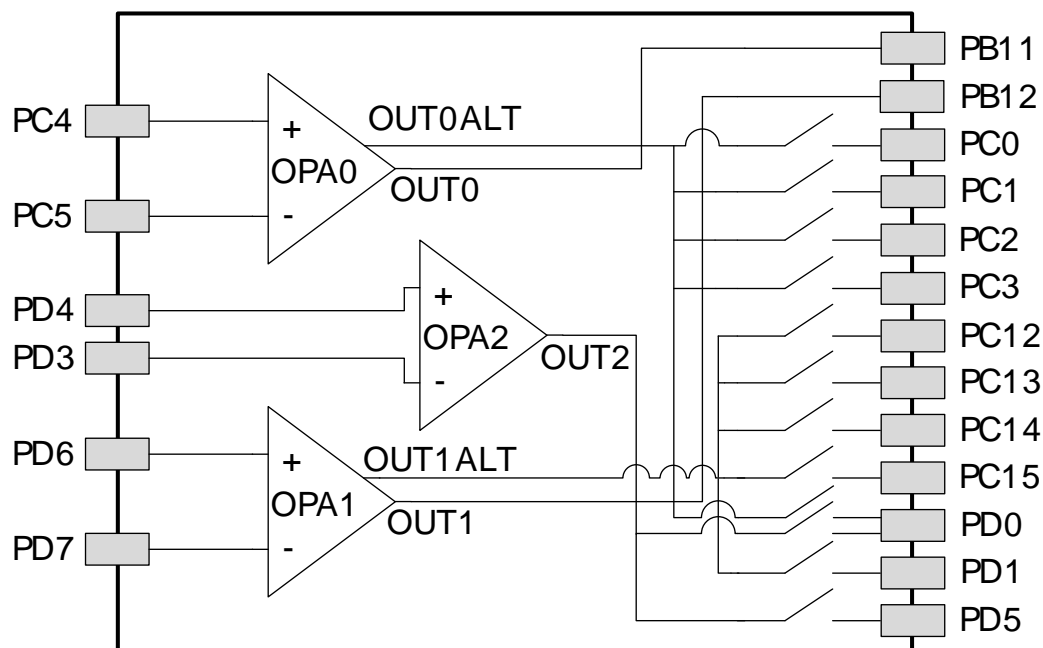 PB11
PB12
PC4
+
OUT0ALT
PC0
OPA0
OUT0
PC1
PC5
-
PC2
PD4
+
PC3
PD3
OPA2
OUT2
PC12
-
PC13
PD6
+
OUT1ALT
PC14
OPA1
OUT1
PC15
PD7
-
PD0
PD1
PD5